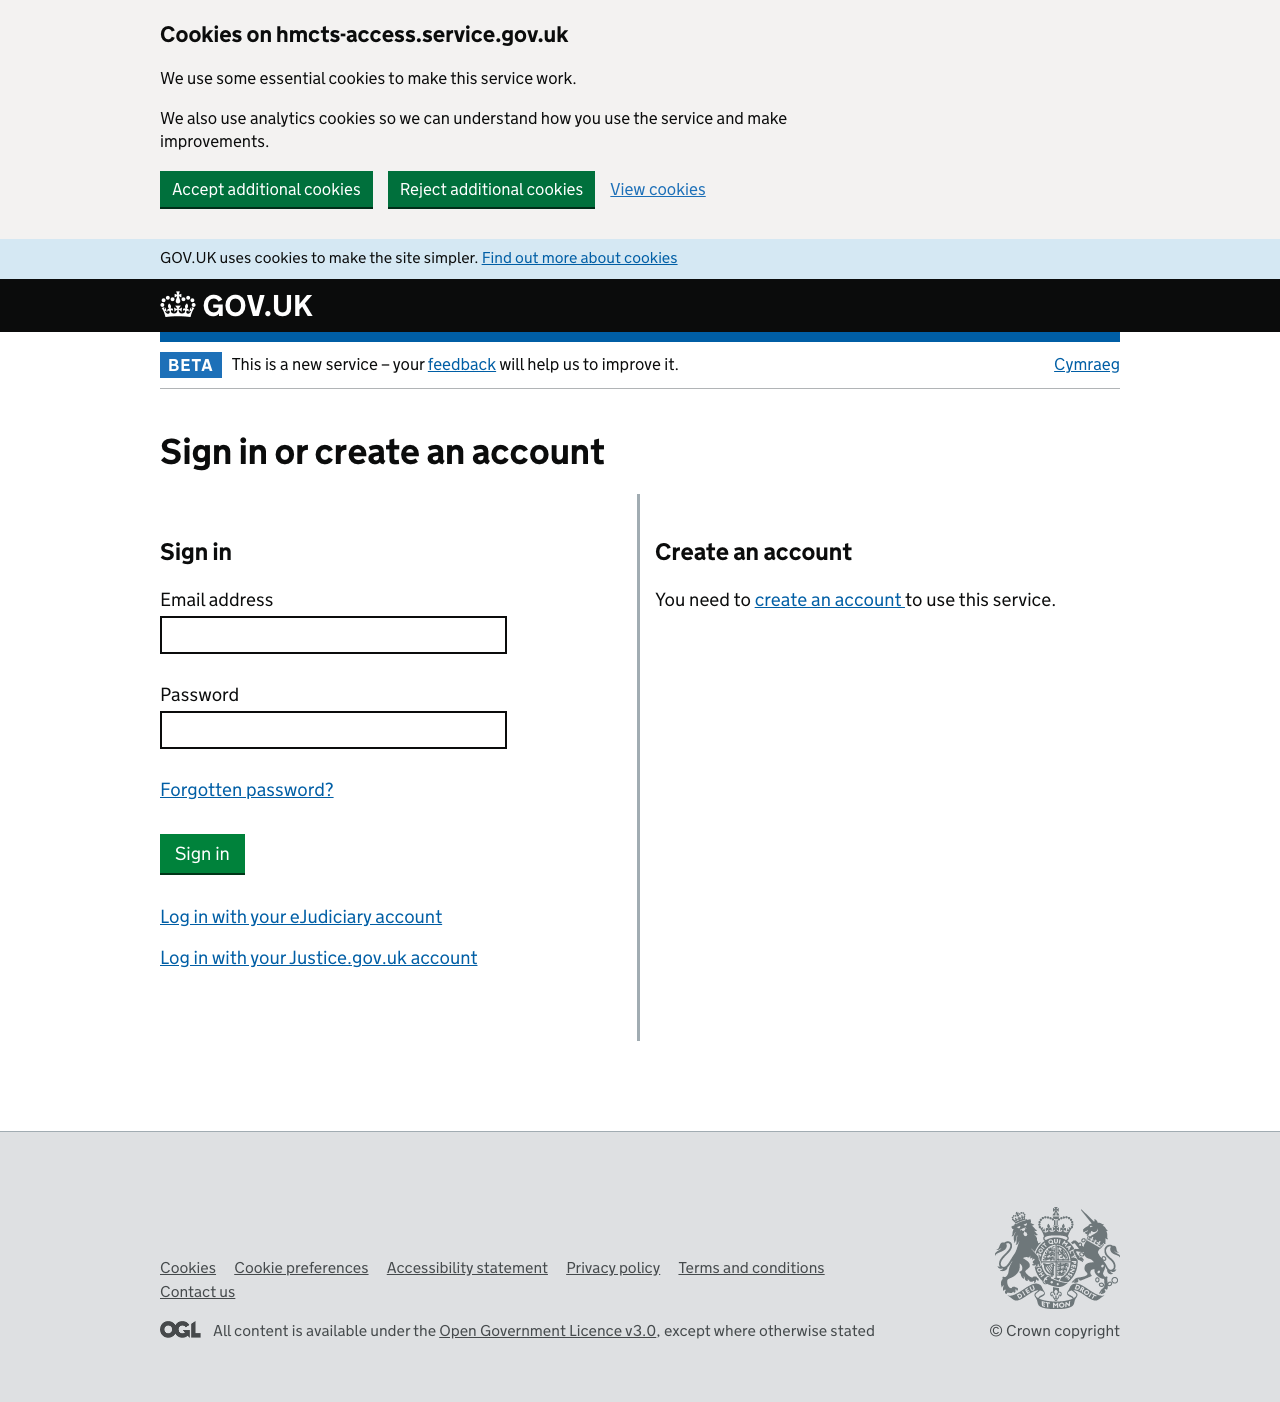 Cookies on hmcts-access.service.gov.uk
We use some essential cookies to make this service work.
We also use analytics cookies so we can understand how you use the service and make
improvements.
Accept additional cookies
Reject additional cookies
View cookies
GOV.UK uses cookies to make the site simpler. Find out more about cookies
GOV.UK
BETA
This is a new service – your feedback will help us to improve it.
Cymraeg
Sign in or create an account
Sign in
Email address
Password
Forgotten password?
Sign in
Log in with your eJudiciary account
Log in with your Justice.gov.uk account
Create an account
You need to create an account to use this service.
Cookies
Cookie preferences
Accessibility statement
Privacy policy
Terms and conditions
Contact us
OGL
All content is available under the Open Government Licence v3.0, except where otherwise stated
DIEU ET MON DROIT
© Crown copyright